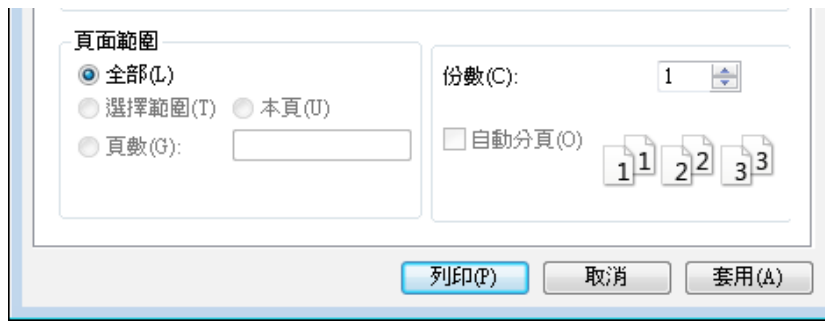 頁面範圍
全部(L)
選擇範圍(T) 本頁(U)
頁數(G):
份數(C): 1
自動分頁(O)
1 1 2 2 3 3
列印(P) 取消 套用(A)